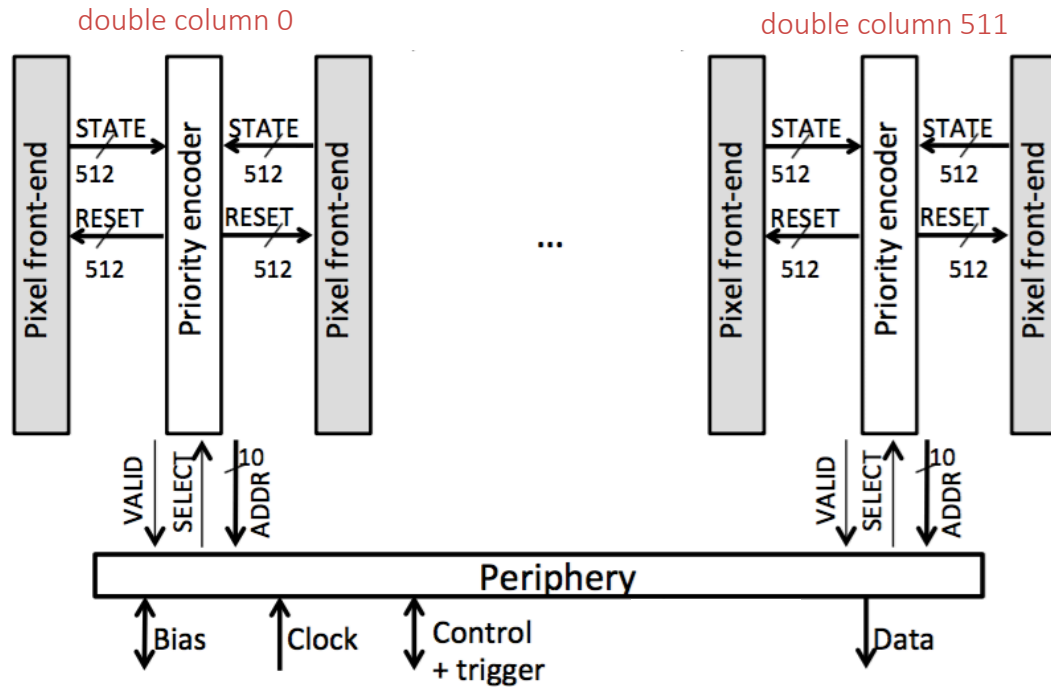 double column 0
double column 511
Pixel front-end
STATE
512
RESET
512
Priority encoder
STATE
512
RESET
512
Pixel front-end
...
Pixel front-end
STATE
512
RESET
512
Priority encoder
STATE
512
RESET
512
Pixel front-end
VALID
SELECT
10
ADDR
VALID
SELECT
10
ADDR
Periphery
Bias
Clock
Control
+ trigger
Data